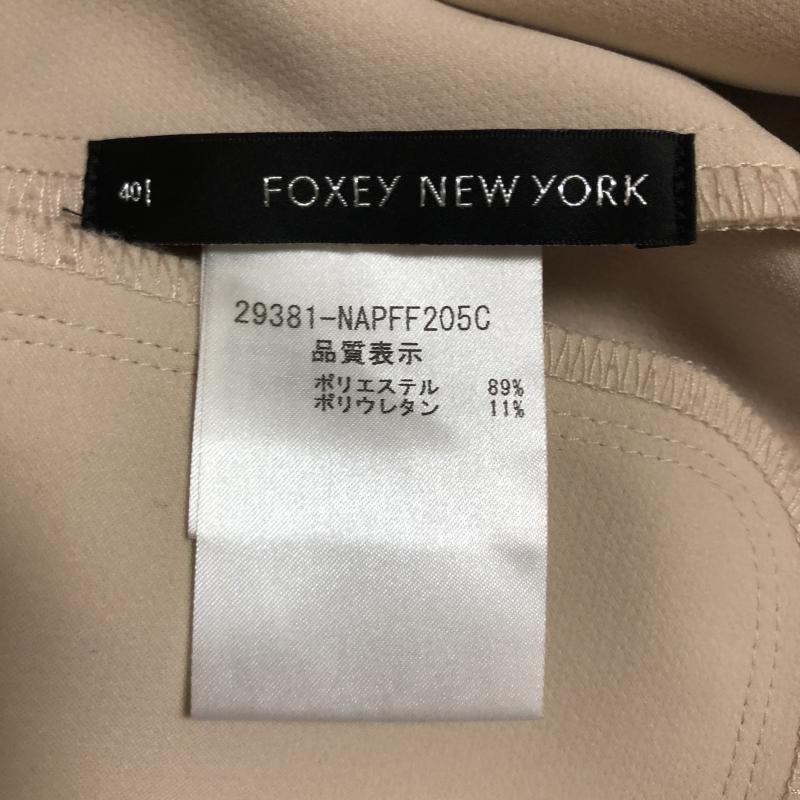 40
FOXEY NEW YORK
29381-NAPFF205C
品質表示
ポリエステル 89%
ポリウレタン 11%